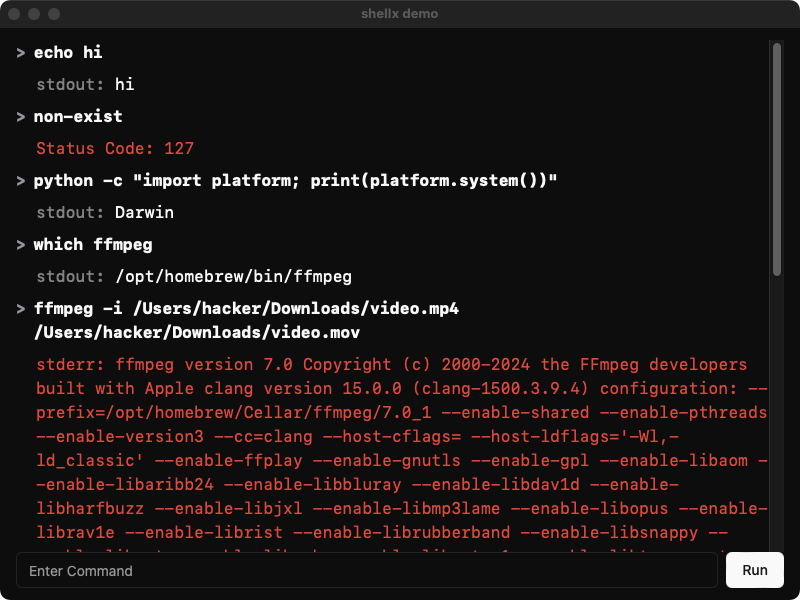 shellx demo
> echo hi
stdout: hi
> non-exist
Status Code: 127
> python -c "import platform; print(platform.system())"
stdout: Darwin
> which ffmpeg
stdout: /opt/homebrew/bin/ffmpeg
> ffmpeg -i /Users/hacker/Downloads/video.mp4
/Users/hacker/Downloads/video.mov
stderr: ffmpeg version 7.0 Copyright (c) 2000-2024 the FFmpeg developers
built with Apple clang version 15.0.0 (clang-1500.3.9.4) configuration: --
prefix=/opt/homebrew/Cellar/ffmpeg/7.0_1 --enable-shared --enable-pthreads
--enable-version3 --cc=clang --host-cflags= --host-ldflags='-Wl,-
ld_classic' --enable-ffplay --enable-gnutls --enable-gpl --enable-libaom -
-enable-libaribb24 --enable-libbluray --enable-libdav1d --enable-
libharfbuzz --enable-libjxl --enable-libmp3lame --enable-libopus --enable-
librav1e --enable-librist --enable-librubberband --enable-libsnappy --
Enter Command
Run